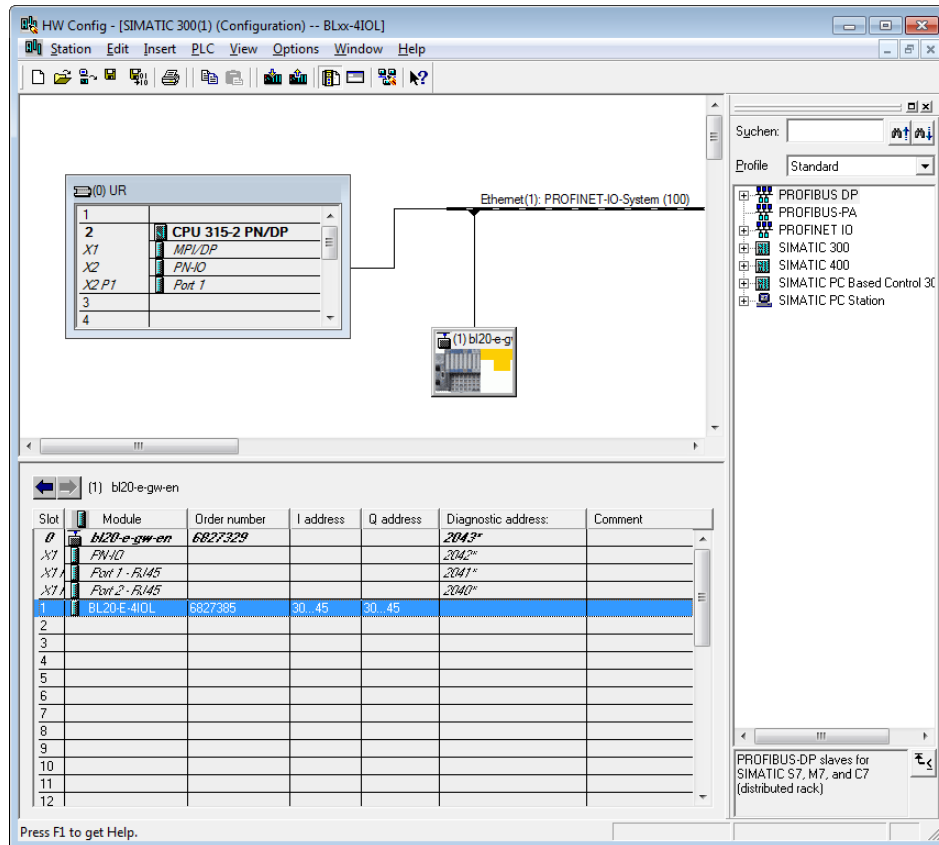 HW Config - [SIMATIC 300(1) (Configuration) -- BLxx-4IOL]
Station Edit Insert PLC View Options Window Help
(0) UR
1
2 CPU 315-2 PN/DP
X1 MPI/DP
X2 PN-IO
X2 P1 Port 1
3
4
Ethernet(1): PROFINET-IO-System (100)
(1) bl20-e-g
Suchen:
Profile Standard
PROFIBUS DP
PROFIBUS-PA
PROFINET IO
SIMATIC 300
SIMATIC 400
SIMATIC PC Based Control 30
SIMATIC PC Station
(1) bl20-e-gw-en
Slot Module Order number I address Q address Diagnostic address: Comment
0 bl20-e-gw-en 6827329 2043*
X1 PN-IO 2042*
X1 Port 1 - RJ45 2041*
X1 Port 2 - RJ45 2040*
1 BL20-E-4IOL 6827385 30...45 30...45
2
3
4
5
6
7
8
9
10
11
12
PROFIBUS-DP slaves for
SIMATIC S7, M7, and C7
(distributed rack)
Press F1 to get Help.